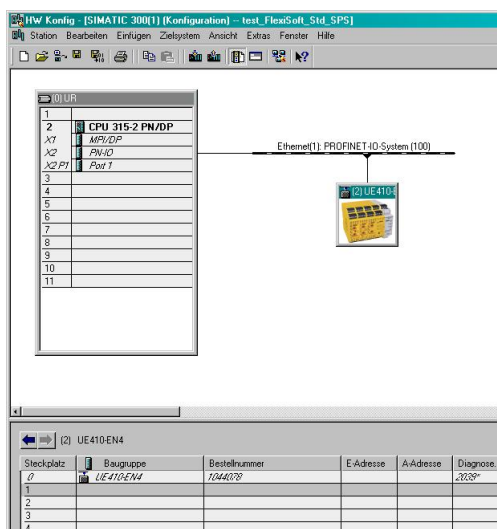 HW Konfig - [SIMATIC 300(1) (Konfiguration) -- test_FlexiSoft_Std_SPS]
Station Bearbeiten Einfügen Zielsystem Ansicht Extras Fenster Hilfe
(0) UR
1
2 CPU 315-2 PN/DP
X1 MPI/DP
X2 PN-IO
X2 P1 Port 1
3
4
5
6
7
8
9
10
11
Ethernet(1): PROFINET-IO-System (100)
(2) UE410-E
(2) UE410-EN4
Steckplatz Baugruppe Bestellnummer E-Adresse A-Adresse Diagnose
0 UE410-EN4 1044078 2039*
1
2
3
4